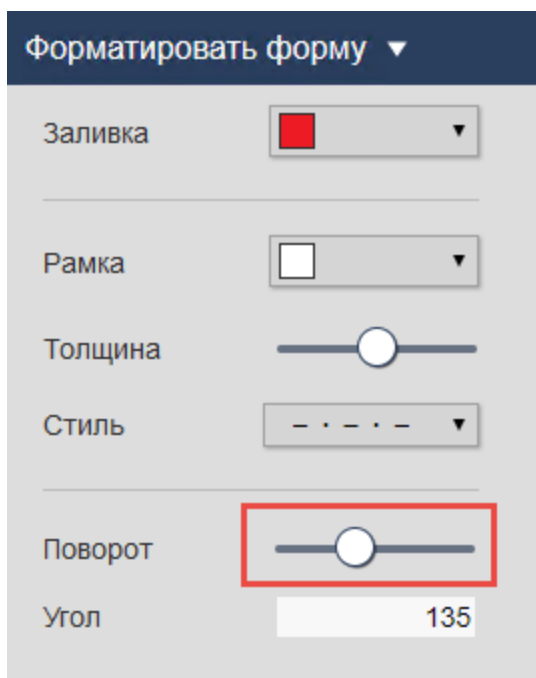 Форматировать форму ▼
Заливка
Рамка
Толщина
Стиль
Поворот
Угол 135